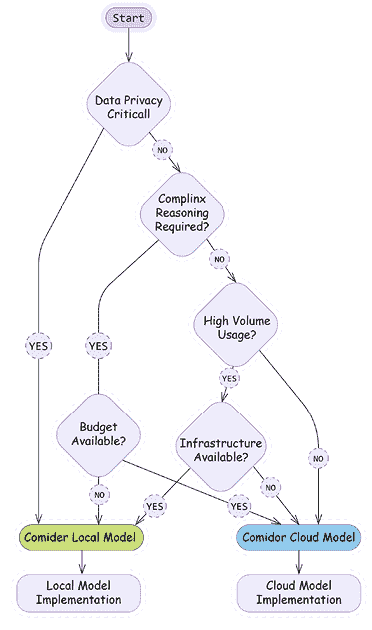 Start
Data Privacy
Criticall
NO
Complinx
Reasoning
Required?
NO
High Volume
Usage?
YES
YES
YES
Budget
Available?
Infrastructure
Available?
NO
NO
NO
YES
YES
Comider Local Model
Comidor Cloud Model
Local Model
Implementation
Cloud Model
Implementation